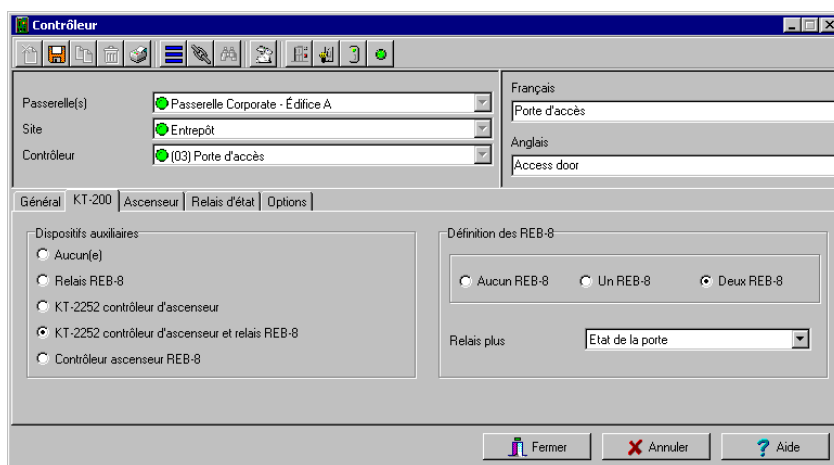 Contrôleur
Passerelle(s) Passerelle Corporate - Édifice A
Site Entrepôt
Contrôleur (03) Porte d'accès
Français
Porte d'accès
Anglais
Access door
Général KT-200 Ascenseur Relais d'état Options
Dispositifs auxiliaires
Aucun(e)
Relais REB-8
KT-2252 contrôleur d'ascenseur
KT-2252 contrôleur d'ascenseur et relais REB-8
Contrôleur ascenseur REB-8
Définition des REB-8
Aucun REB-8 Un REB-8 Deux REB-8
Relais plus Etat de la porte
Fermer Annuler Aide